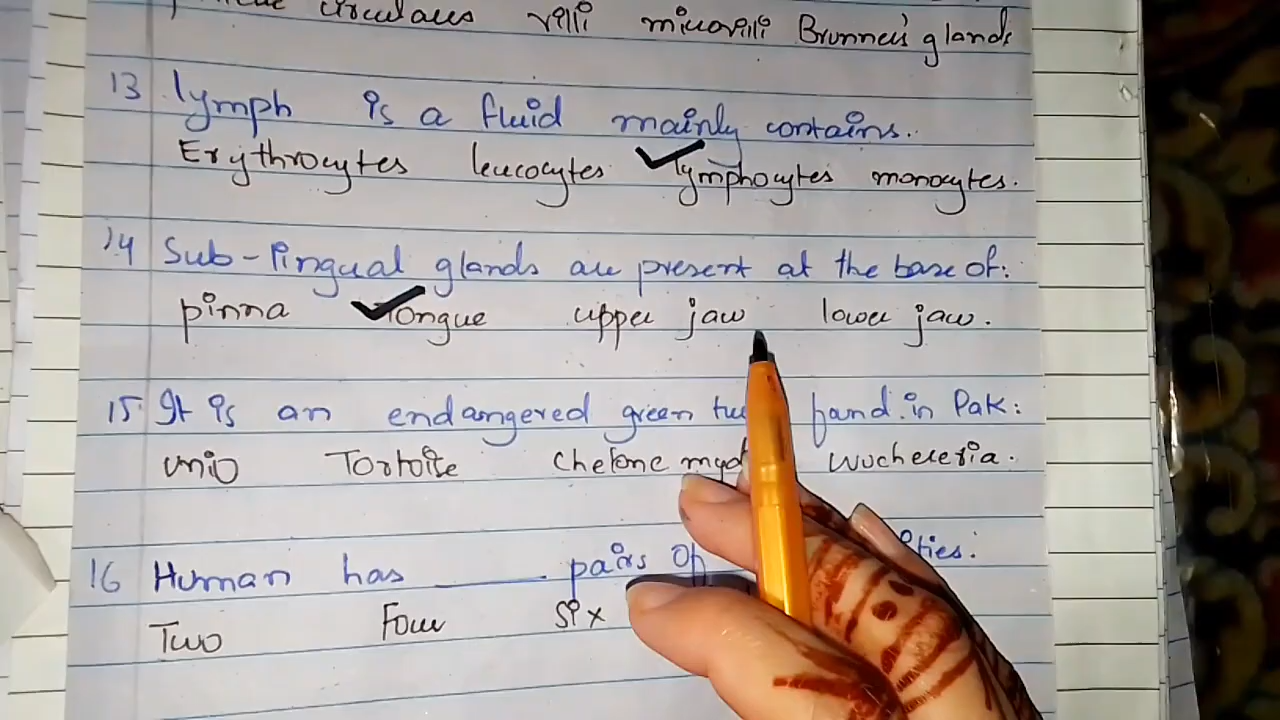 circulaes villi microvilli Brunner's glands
13 lymph is a fluid mainly contains.
Erythrocytes leucocytes lymphocytes monocytes.
14 Sub-lingual glands are present at the base of:
pinna Tongue upper jaw lower jaw.
15. It is an endangered green found in Pak:
unio Tortoise Chelone Wuchereria.
16 Human has ______ pairs of
Two Four Six